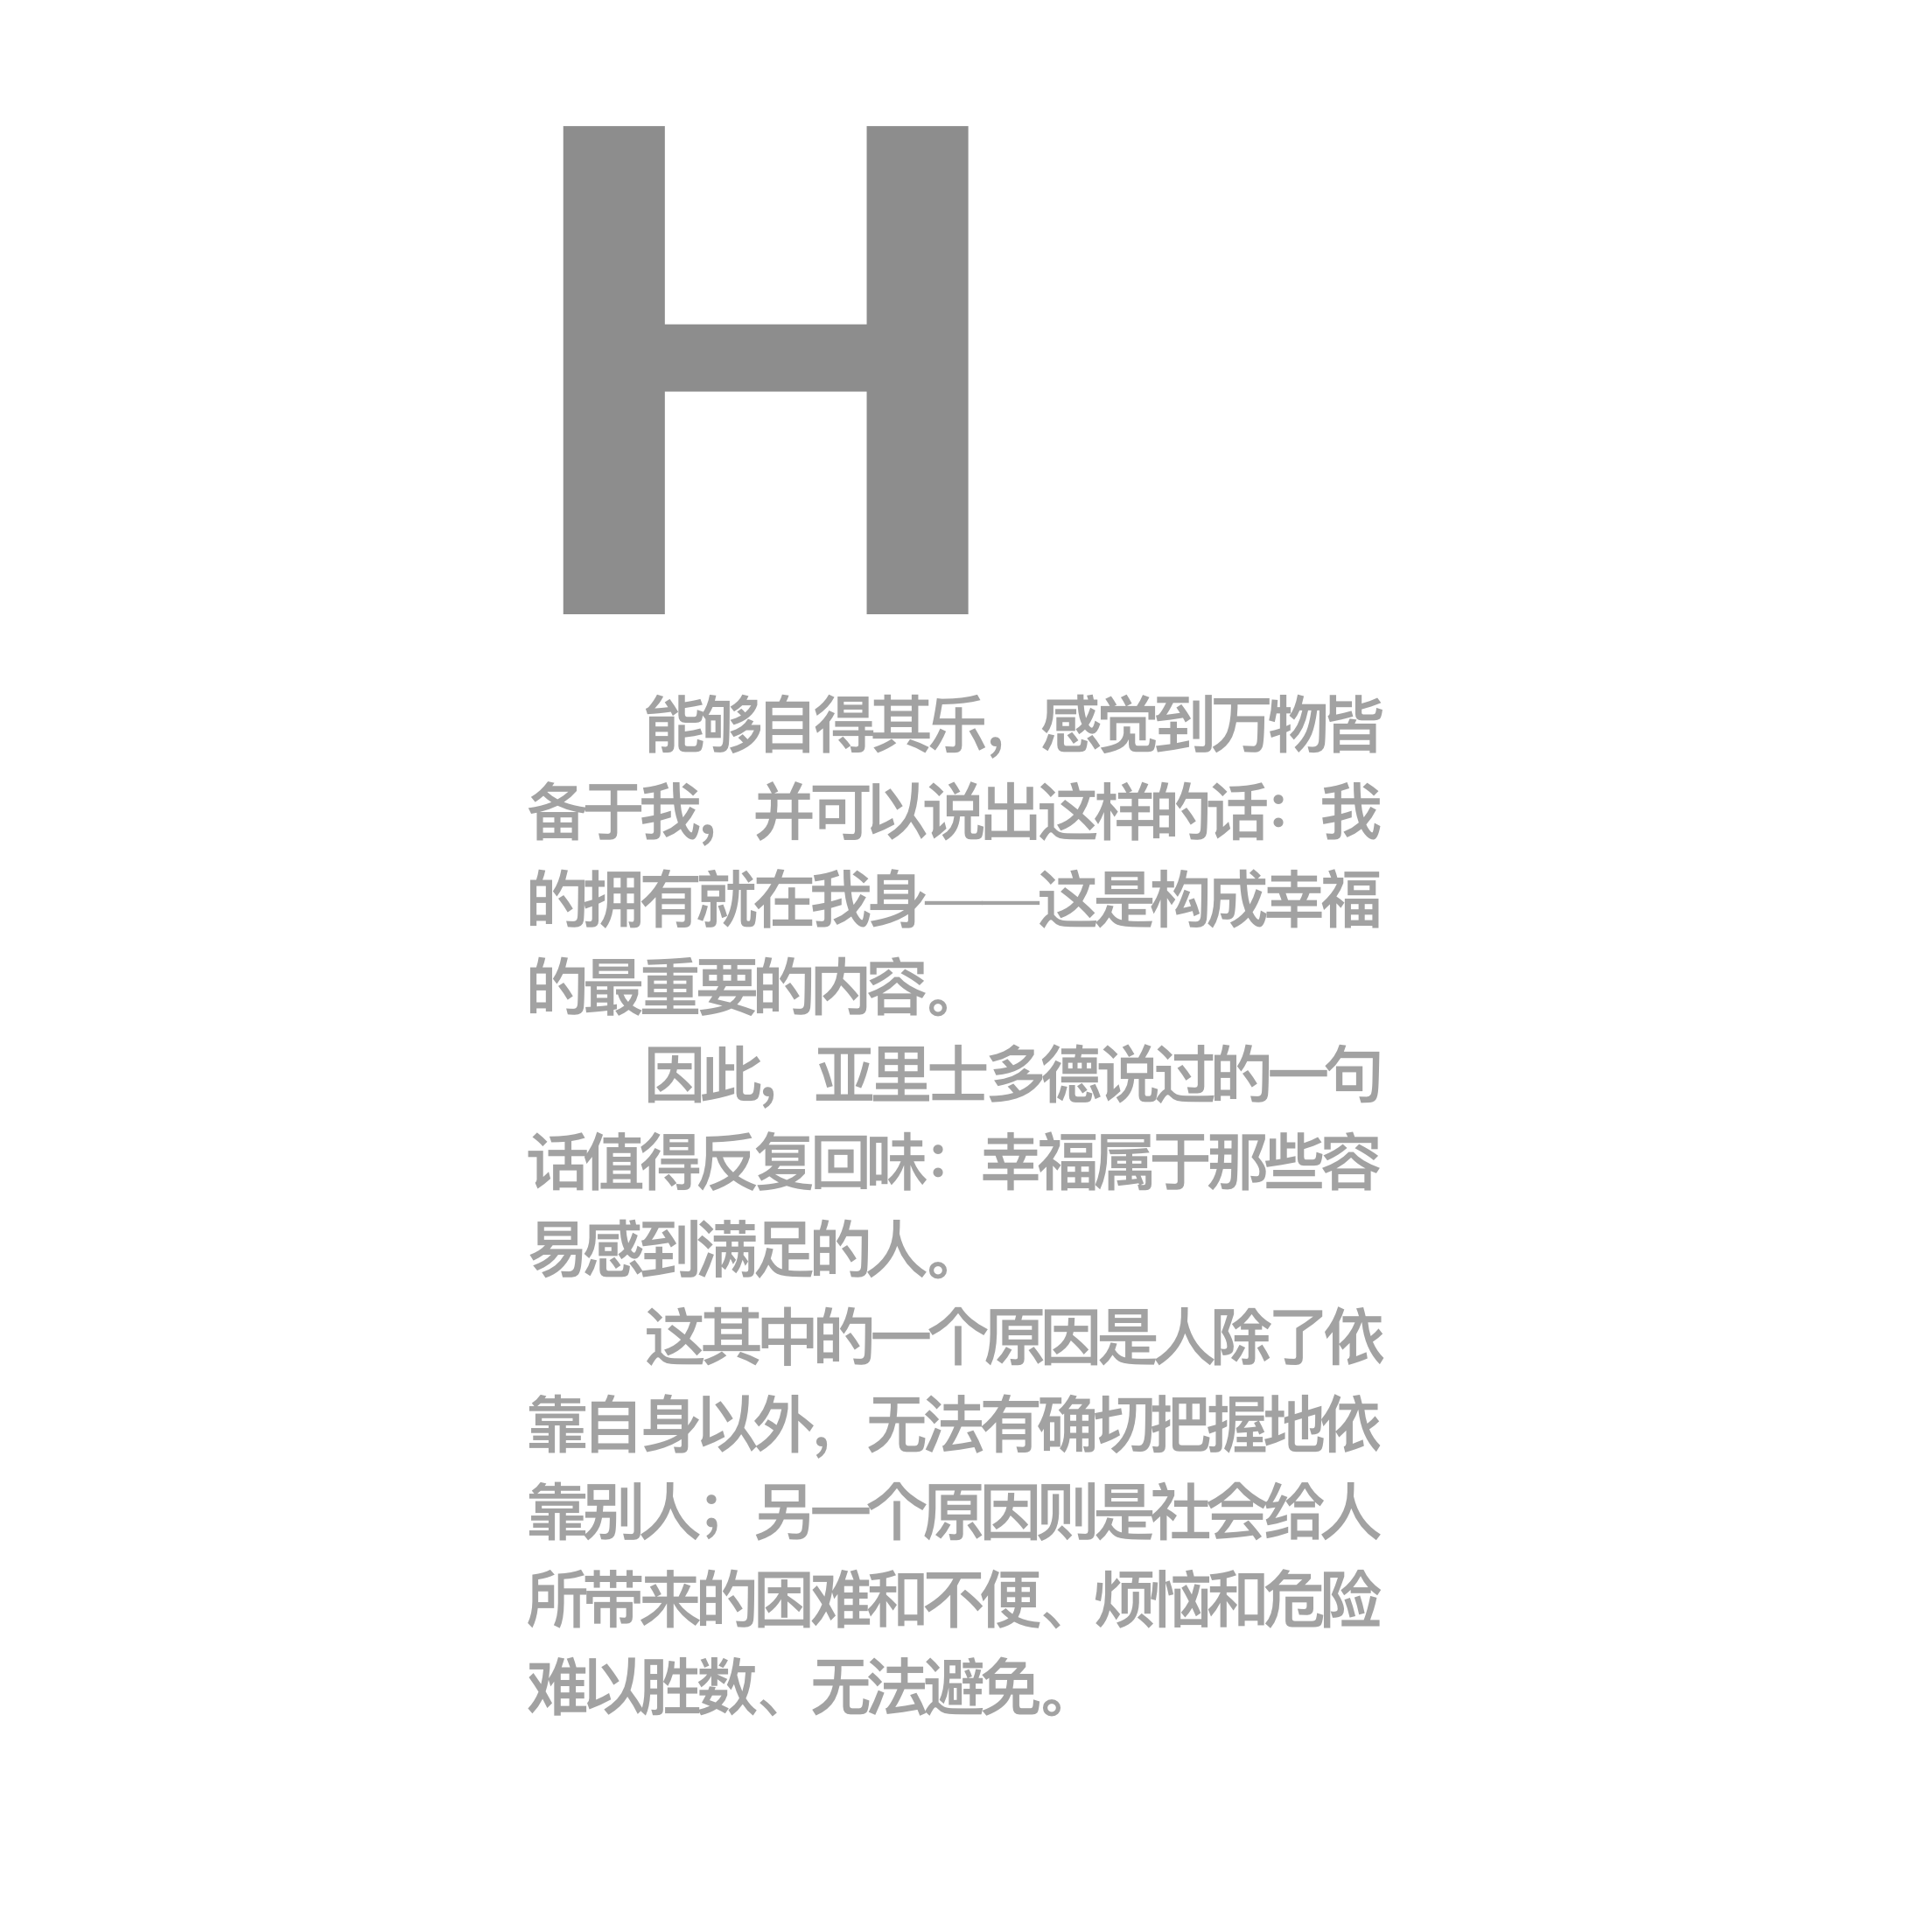 H
能够自得其乐，感觉到万物皆
备于我，并可以说出这样的话：我
的拥有就在我身——这是构成幸福
的最重要的内容。
因此，亚里士多德说过的一句
话值得反复回味：幸福属于那些容
易感到满足的人。
这其中的一个原因是人除了依
靠自身以外，无法有确切把握地依
靠别人；另一个原因则是社交给人
所带来的困难和不便、烦恼和危险
难以胜数、无法避免。